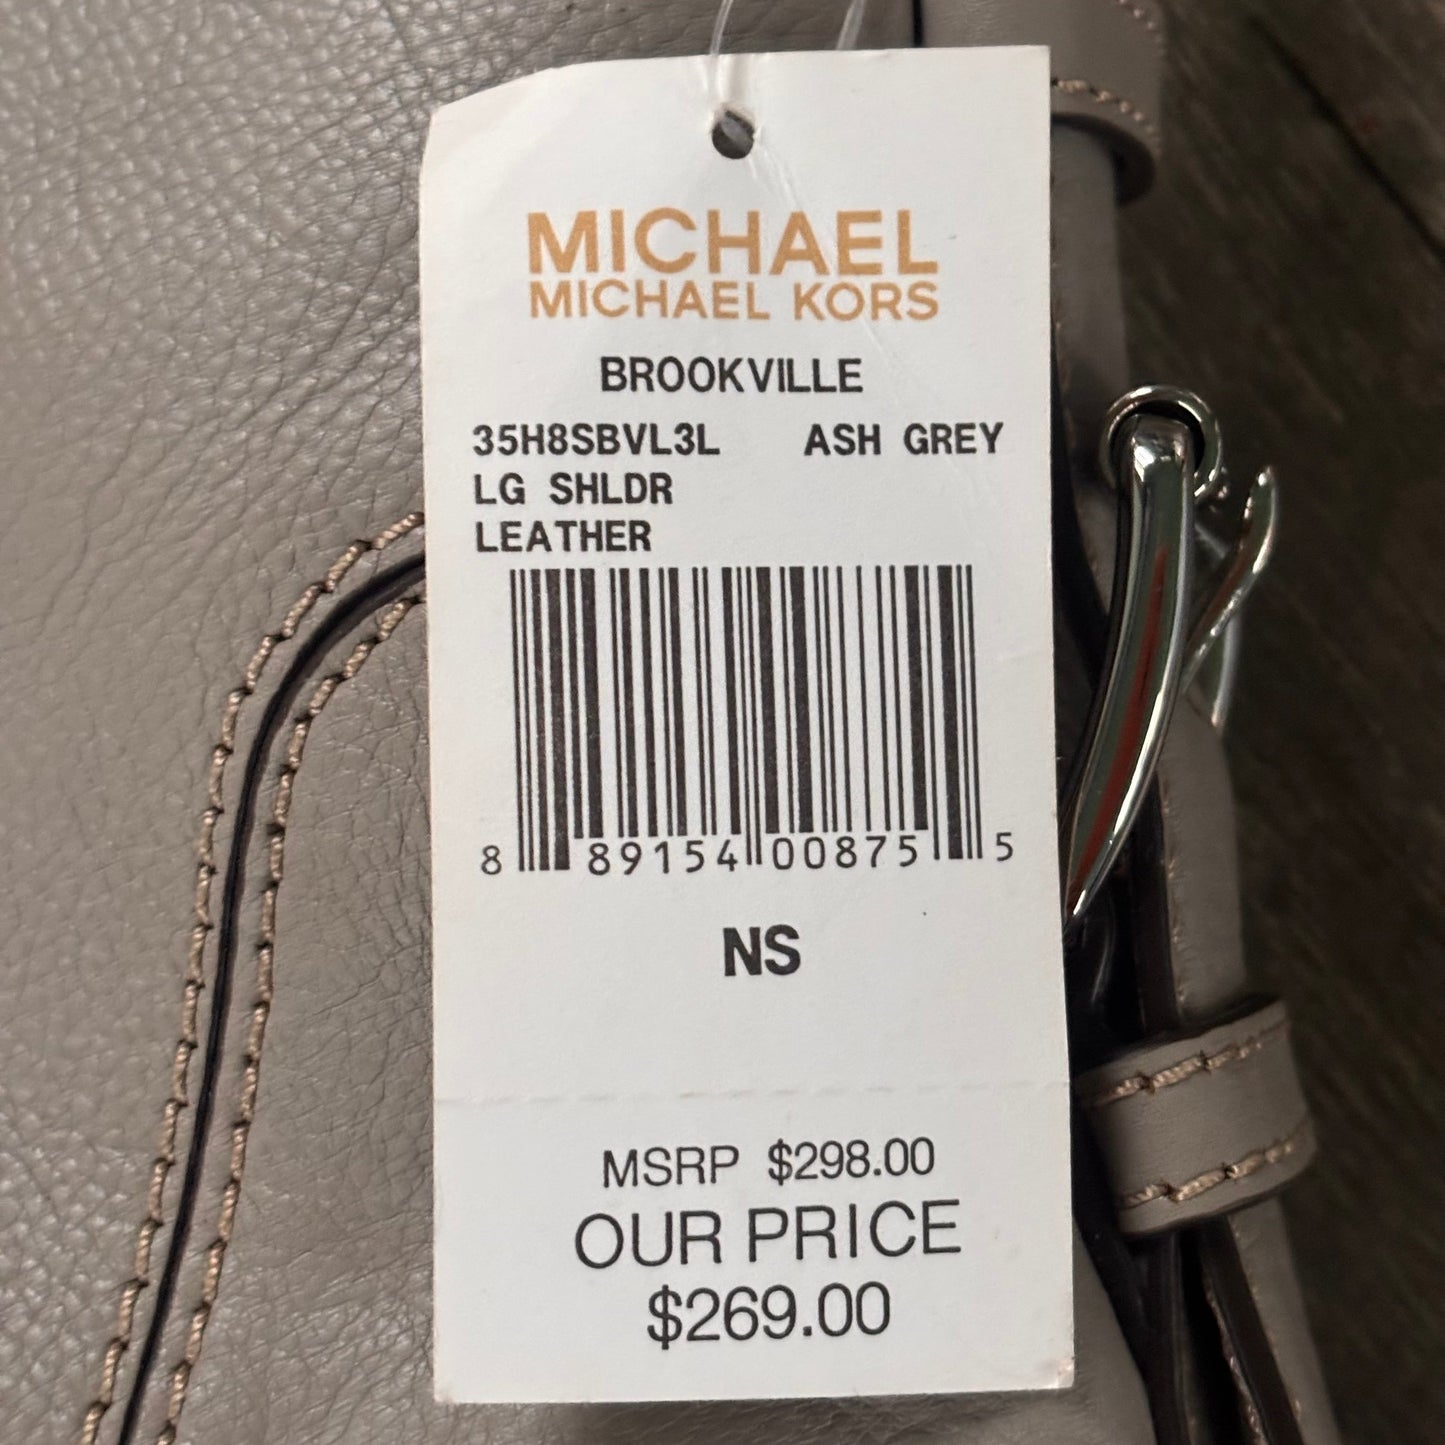 MICHAEL
MICHAEL KORS
BROOKVILLE
35H8SBVL3L ASH GREY
LG SHLDR
LEATHER
8 89154 00875 5
NS
MSRP $298.00
OUR PRICE
$269.00